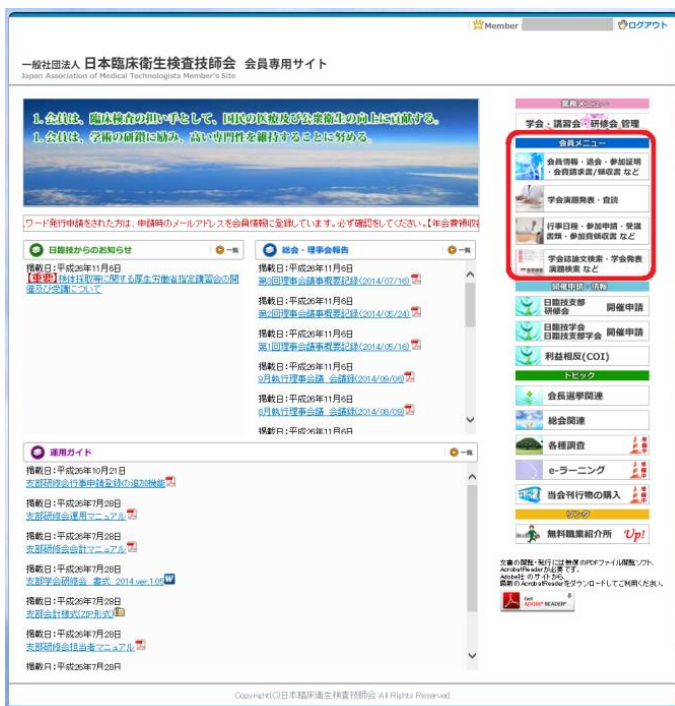 Member
ログアウト
一般社団法人 日本臨床衛生検査技師会 会員専用サイト
Japan Association of Medical Technologists Member's Site
1.会員は、臨床検査の担い手として、国民の医療及び公衆衛生の向上に貢献する。
1.会員は、学術の研鑽に励み、高い専門性を維持することに努める。
ワード発行申請をされた方は、申請時のメールアドレスを会員情報に登録しています。必ず確認をしてください。【年会費領収
日臨技からのお知らせ
一覧
掲載日:平成26年11月6日
【重要】検体採取等に関する厚生労働省指定講習会の開
催及び受講について
総会・理事会報告
一覧
掲載日:平成26年11月6日
第3回理事会議事概要記録(2014/07/16)
掲載日:平成26年11月6日
第2回理事会議事概要記録(2014/05/24)
掲載日:平成26年11月6日
第1回理事会議事概要記録(2014/05/16)
掲載日:平成26年11月6日
9月執行理事会議 会議録(2014/09/06)
掲載日:平成26年11月6日
8月執行理事会議 会議録(2014/08/09)
掲載日:平成26年11月6日
運用ガイド
一覧
掲載日:平成26年10月21日
支部研修会行事申請登録の追加機能
掲載日:平成26年7月28日
支部研修会運用マニュアル
掲載日:平成26年7月28日
支部研修会会計マニュアル
掲載日:平成26年7月28日
支部学会研修会 書式 2014 ver.1.05
掲載日:平成26年7月28日
支部会計様式(ZIP形式)
掲載日:平成26年7月28日
支部研修会担当者マニュアル
掲載日:平成26年7月28日
業務メニュー
学会・講習会・研修会 管理
会員メニュー
会員情報・退会・参加証明
・会費請求書/領収書 など
学会演題発表・査読
行事日程・参加申請・受講
書類・参加費領収書 など
学会誌論文検索・学会発表
演題検索 など
開催申請・情報
日臨技支部
研修会 開催申請
日臨技学会
日臨技支部学会 開催申請
利益相反(COI)
トピック
会長選挙関連
総会関連
各種調査
e-ラーニング
当会刊行物の購入
リンク
無料職業紹介所 Up!
文書の閲覧・発行には無償のPDFファイル閲覧ソフト、
AcrobatReaderが必要です。
Adobe社 のサイトから、
最新のAcrobatReaderをダウンロードしてご利用ください。
Get
ADOBE® READER®
Copyright(C)日本臨床衛生検査技師会 All Rights Reserved.